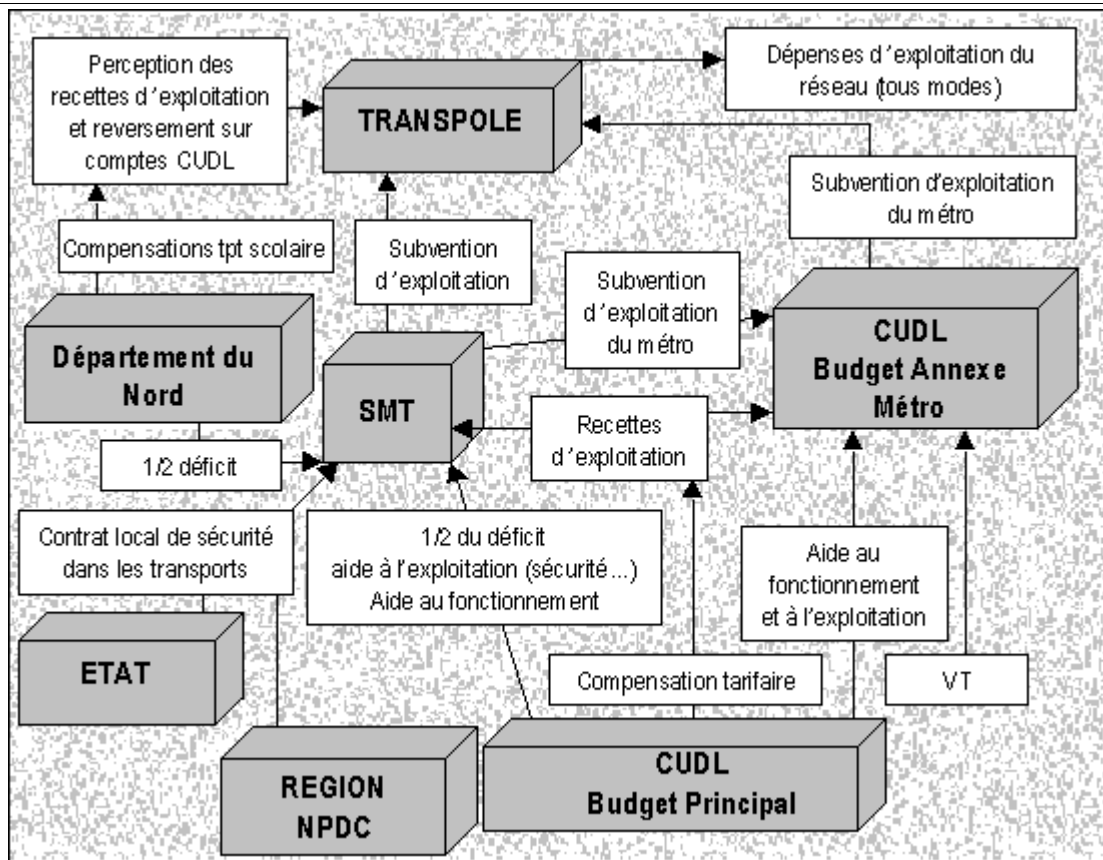 Perception des
recettes d'exploitation
et reversement sur
comptes CUDL
TRANSPOLE
Dépenses d'exploitation du
réseau (tous modes)
Compensations tpt scolaire
Subvention
d'exploitation
Subvention d'exploitation
du métro
Subvention
d'exploitation
du métro
Département du
Nord
SMT
CUDL
Budget Annexe
Métro
1/2 déficit
Recettes
d'exploitation
Contrat local de sécurité
dans les transports
1/2 du déficit
aide à l'exploitation (sécurité...)
Aide au fonctionnement
Aide au
fonctionnement
et à l'exploitation
ETAT
Compensation tarifaire
VT
REGION
NPDC
CUDL
Budget Principal